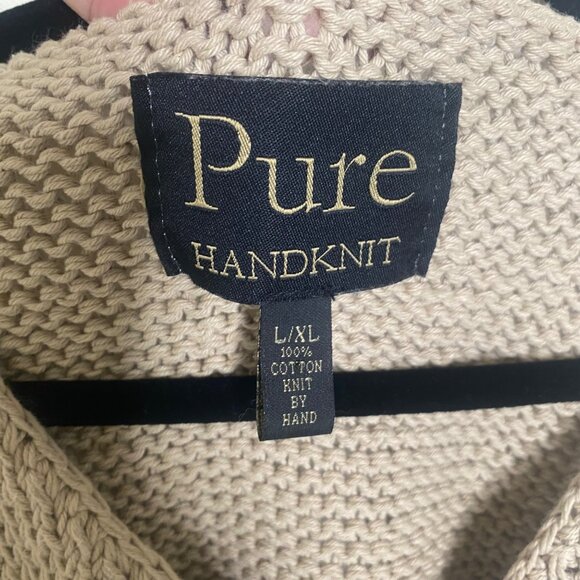 Pure
HANDKNIT
L/XL
100%
COTTON
KNIT
BY
HAND